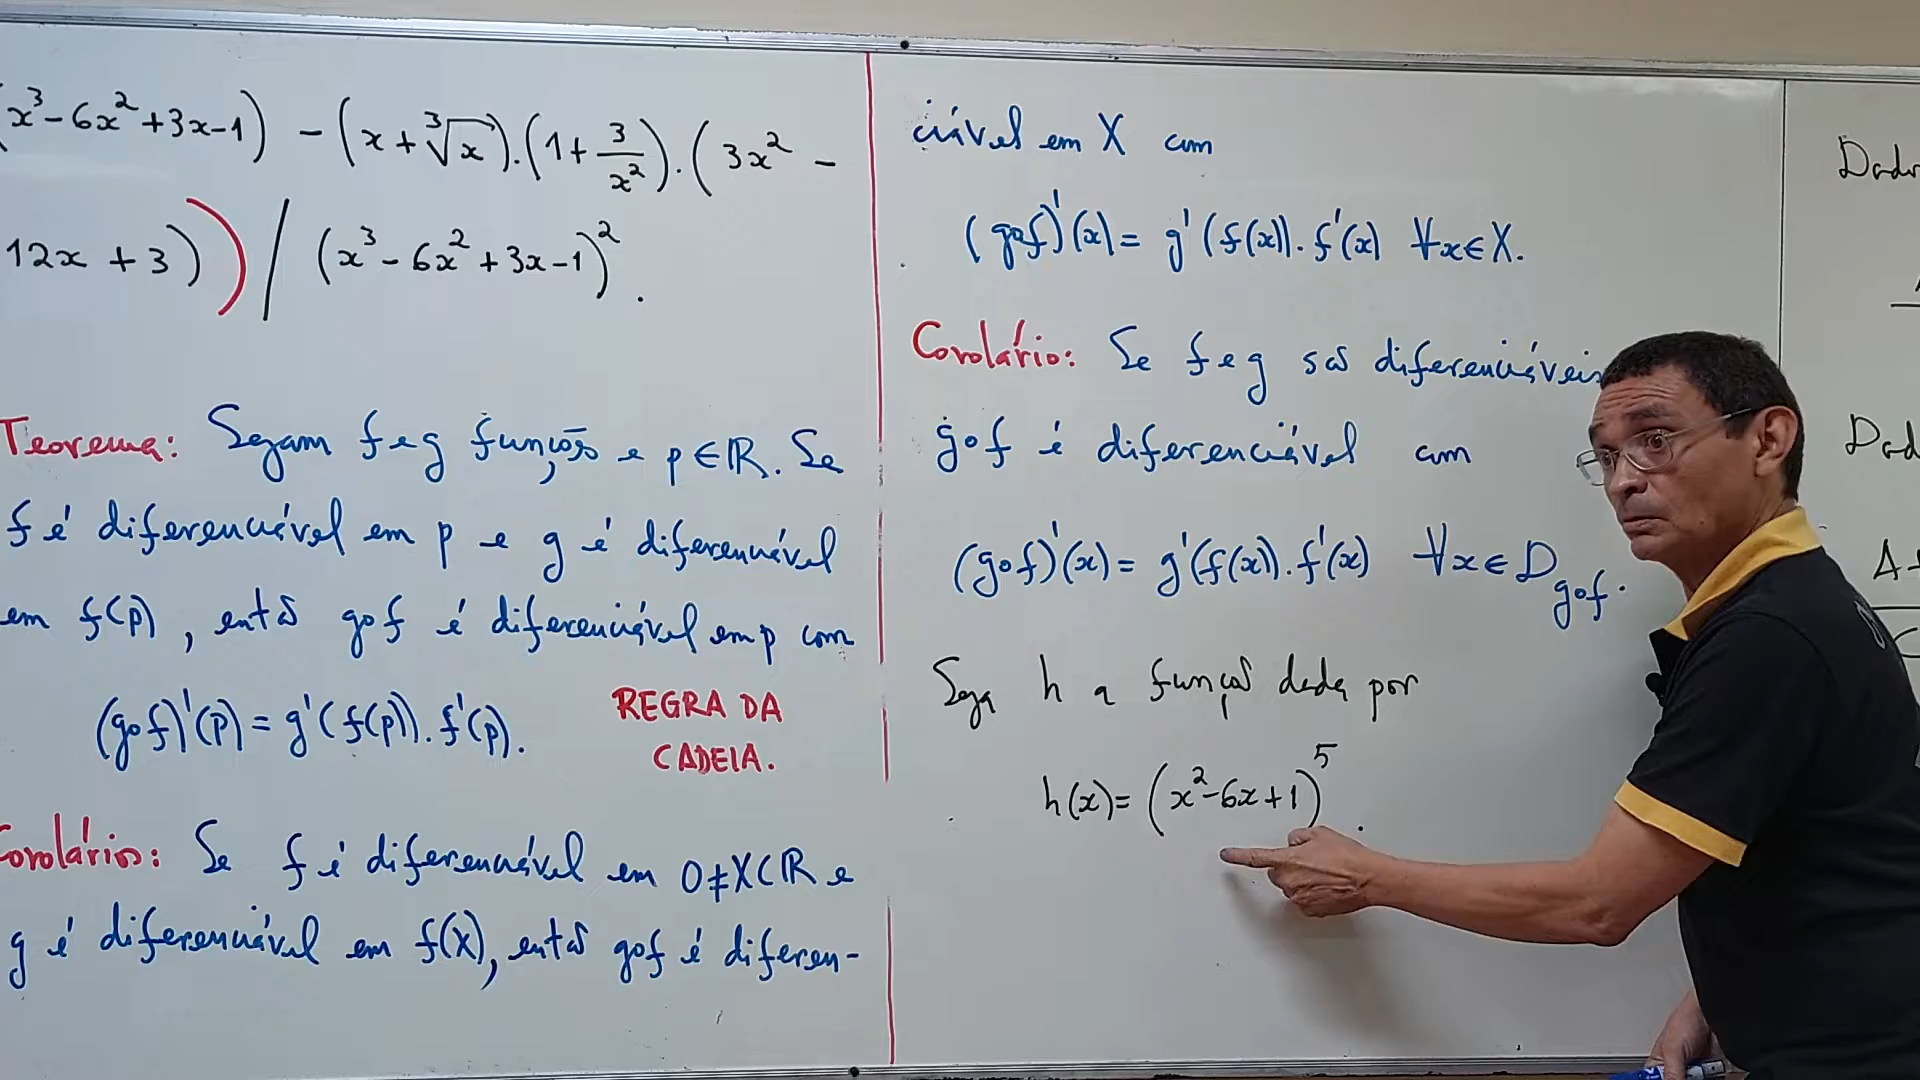 (x³-6x²+3x-1) - (x+∛x).(1+3/x²).(3x² -
12x + 3)) / (x³-6x²+3x-1)².
Teorema: Sejam f e g funções e p∈ℝ. Se
f é diferenciável em p e g é diferenciável
em f(p), então gof é diferenciável em p com
(gof)'(p) = g'(f(p)).f'(p).
REGRA DA
CADEIA.
Corolário: Se f é diferenciável em 0≠X⊂ℝ e
g é diferenciável em f(X), então gof é diferen-
ciável em X com
(gof)'(x) = g'(f(x)).f'(x) ∀x∈X.
Corolário: Se f e g são diferenciáveis
gof é diferenciável com
(gof)'(x) = g'(f(x)).f'(x) ∀x∈D_gof.
Seja h a função dada por
h(x) = (x²-6x+1)⁵.